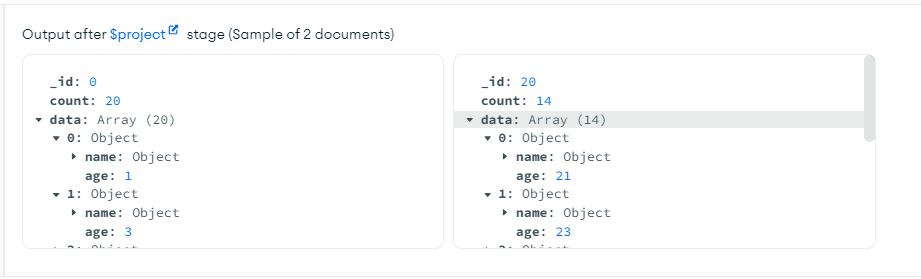 Output after $project stage (Sample of 2 documents)
_id: 0
count: 20
data: Array (20)
0: Object
name: Object
age: 1
1: Object
name: Object
age: 3
_id: 20
count: 14
data: Array (14)
0: Object
name: Object
age: 21
1: Object
name: Object
age: 23